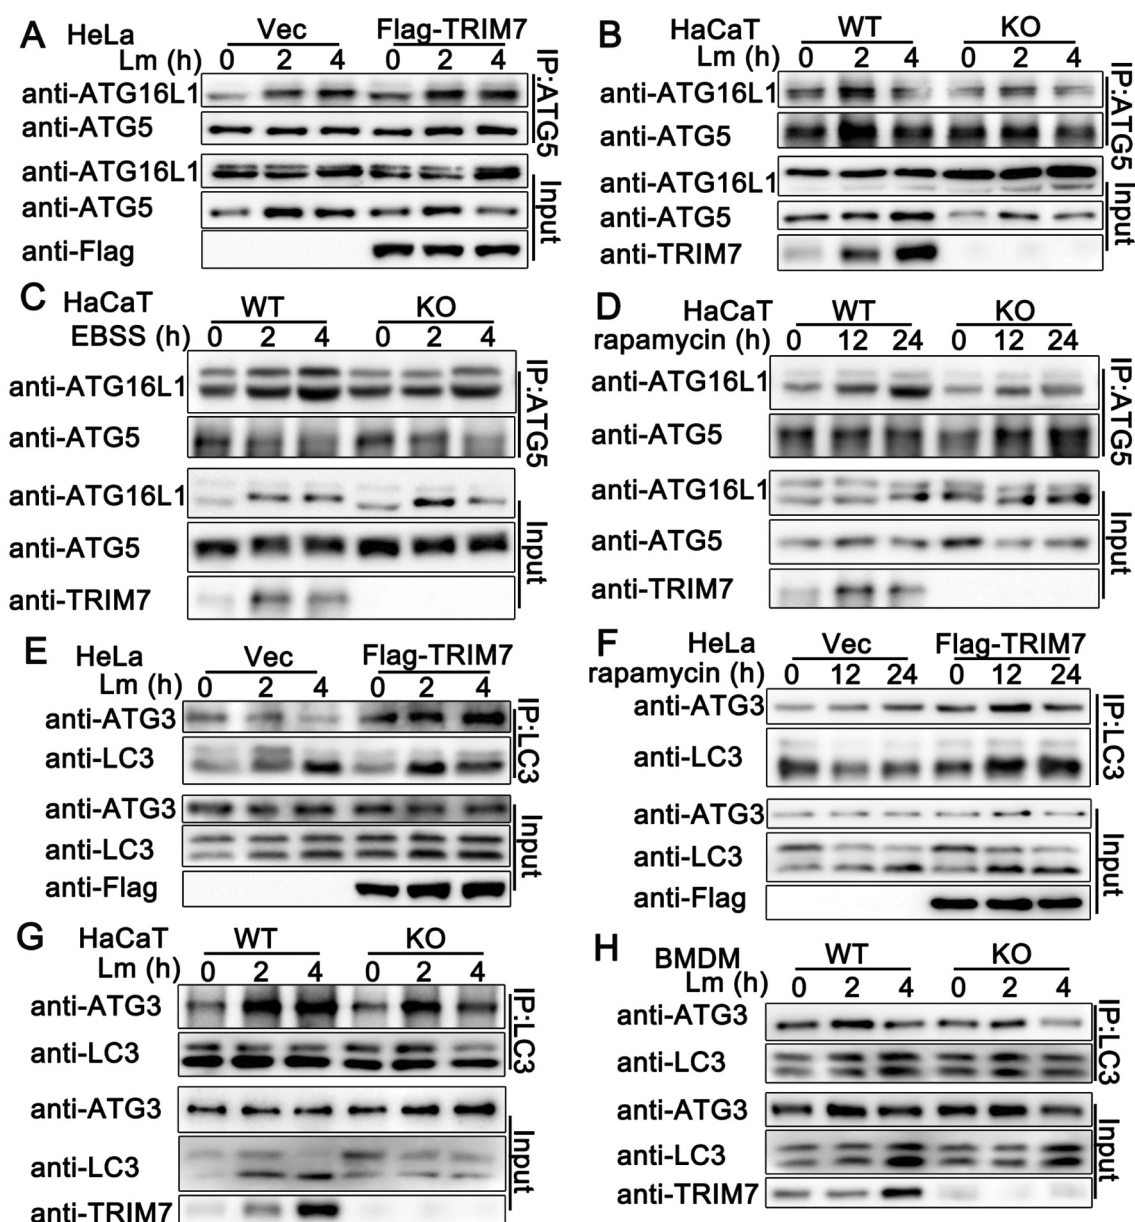 A HeLa Vec Flag-TRIM7
Lm (h) 0 2 4 0 2 4
anti-ATG16L1
anti-ATG5
IP:ATG5
anti-ATG16L1
anti-ATG5
anti-Flag
Input
B HaCaT WT KO
Lm (h) 0 2 4 0 2 4
anti-ATG16L1
anti-ATG5
IP:ATG5
anti-ATG16L1
anti-ATG5
anti-TRIM7
Input
C HaCaT WT KO
EBSS (h) 0 2 4 0 2 4
anti-ATG16L1
anti-ATG5
IP:ATG5
anti-ATG16L1
anti-ATG5
anti-TRIM7
Input
D HaCaT WT KO
rapamycin (h) 0 12 24 0 12 24
anti-ATG16L1
anti-ATG5
IP:ATG5
anti-ATG16L1
anti-ATG5
anti-TRIM7
Input
E HeLa Vec Flag-TRIM7
Lm (h) 0 2 4 0 2 4
anti-ATG3
anti-LC3
IP:LC3
anti-ATG3
anti-LC3
anti-Flag
Input
F HeLa Vec Flag-TRIM7
rapamycin (h) 0 12 24 0 12 24
anti-ATG3
anti-LC3
IP:LC3
anti-ATG3
anti-LC3
anti-Flag
Input
G HaCaT WT KO
Lm (h) 0 2 4 0 2 4
anti-ATG3
anti-LC3
IP:LC3
anti-ATG3
anti-LC3
anti-TRIM7
Input
H BMDM WT KO
Lm (h) 0 2 4 0 2 4
anti-ATG3
anti-LC3
IP:LC3
anti-ATG3
anti-LC3
anti-TRIM7
Input